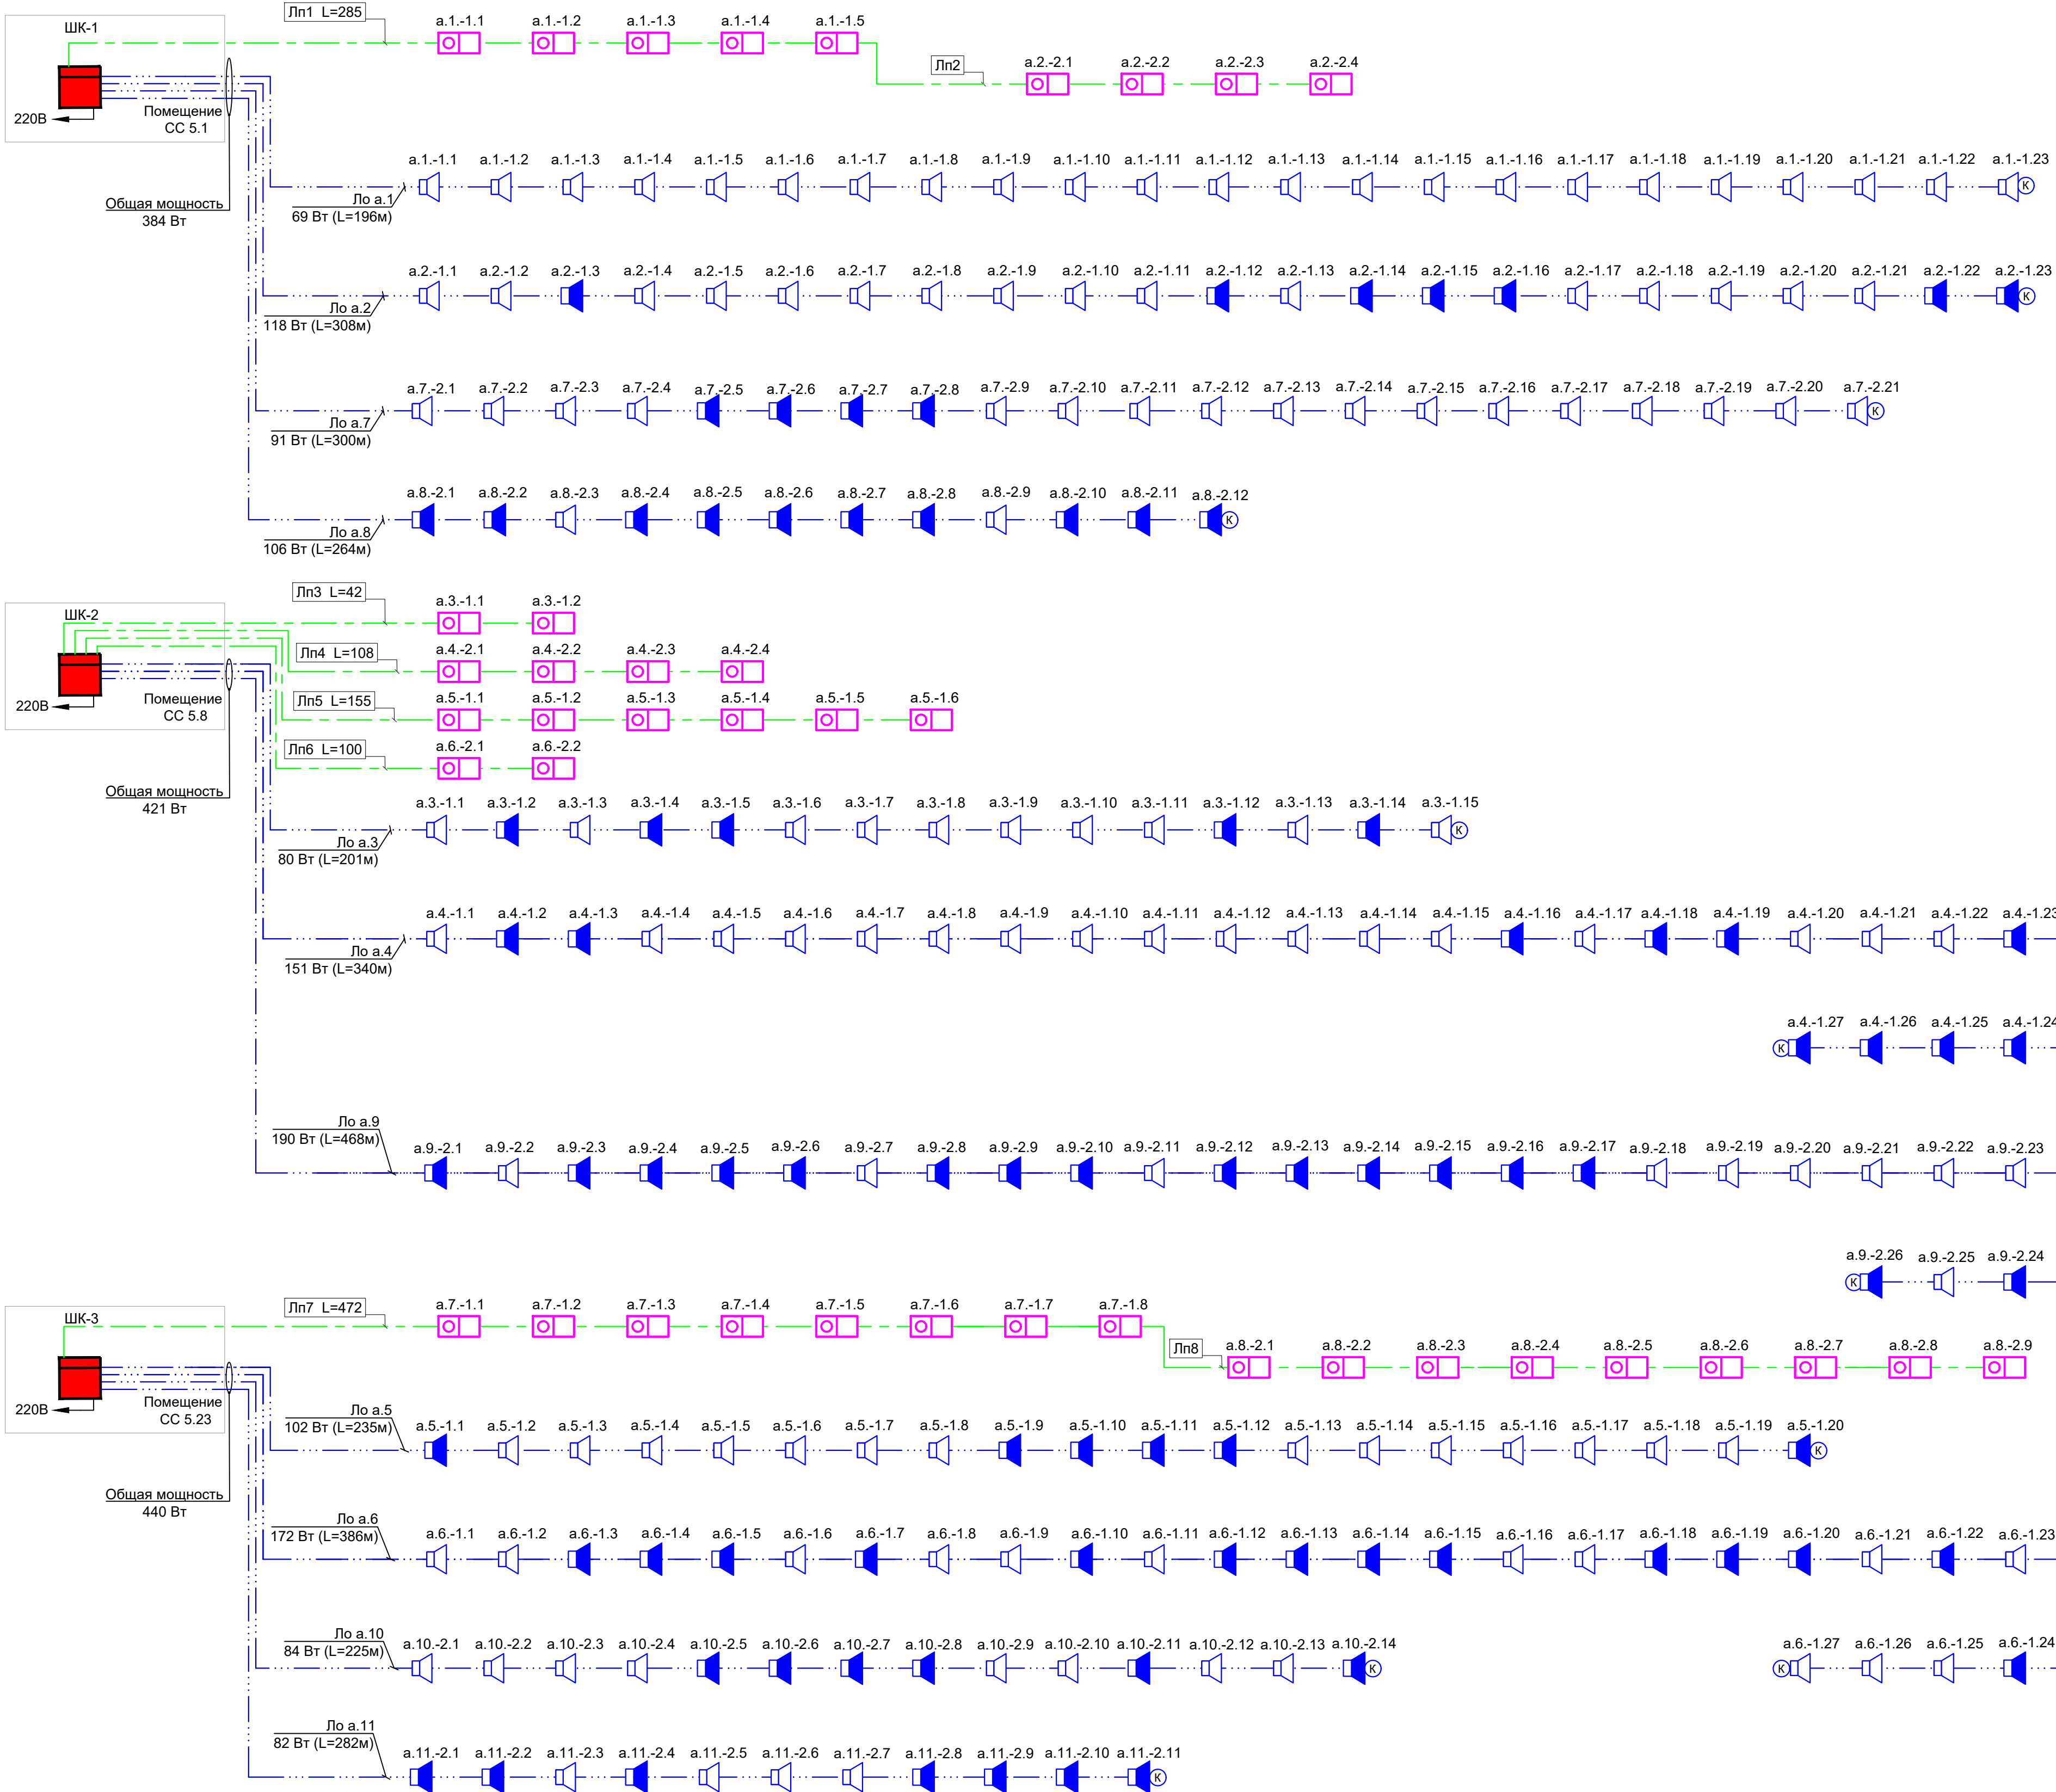 Лп1 L=285
а.1.-1.1 а.1.-1.2 а.1.-1.3 а.1.-1.4 а.1.-1.5
ШК-1
Лп2
а.2.-2.1 а.2.-2.2 а.2.-2.3 а.2.-2.4
220В
Помещение
СС 5.1
Общая мощность
384 Вт
а.1.-1.1 а.1.-1.2 а.1.-1.3 а.1.-1.4 а.1.-1.5 а.1.-1.6 а.1.-1.7 а.1.-1.8 а.1.-1.9 а.1.-1.10 а.1.-1.11 а.1.-1.12 а.1.-1.13 а.1.-1.14 а.1.-1.15 а.1.-1.16 а.1.-1.17 а.1.-1.18 а.1.-1.19 а.1.-1.20 а.1.-1.21 а.1.-1.22 а.1.-1.23
К
Ло а.1
69 Вт (L=196м)
а.2.-1.1 а.2.-1.2 а.2.-1.3 а.2.-1.4 а.2.-1.5 а.2.-1.6 а.2.-1.7 а.2.-1.8 а.2.-1.9 а.2.-1.10 а.2.-1.11 а.2.-1.12 а.2.-1.13 а.2.-1.14 а.2.-1.15 а.2.-1.16 а.2.-1.17 а.2.-1.18 а.2.-1.19 а.2.-1.20 а.2.-1.21 а.2.-1.22 а.2.-1.23
К
Ло а.2
118 Вт (L=308м)
а.7.-2.1 а.7.-2.2 а.7.-2.3 а.7.-2.4 а.7.-2.5 а.7.-2.6 а.7.-2.7 а.7.-2.8 а.7.-2.9 а.7.-2.10 а.7.-2.11 а.7.-2.12 а.7.-2.13 а.7.-2.14 а.7.-2.15 а.7.-2.16 а.7.-2.17 а.7.-2.18 а.7.-2.19 а.7.-2.20 а.7.-2.21
К
Ло а.7
91 Вт (L=300м)
а.8.-2.1 а.8.-2.2 а.8.-2.3 а.8.-2.4 а.8.-2.5 а.8.-2.6 а.8.-2.7 а.8.-2.8 а.8.-2.9 а.8.-2.10 а.8.-2.11 а.8.-2.12
К
Ло а.8
106 Вт (L=264м)
Лп3 L=42
а.3.-1.1 а.3.-1.2
ШК-2
Лп4 L=108
а.4.-2.1 а.4.-2.2 а.4.-2.3 а.4.-2.4
Лп5 L=155
а.5.-1.1 а.5.-1.2 а.5.-1.3 а.5.-1.4 а.5.-1.5 а.5.-1.6
220В
Помещение
СС 5.8
Лп6 L=100
а.6.-2.1 а.6.-2.2
Общая мощность
421 Вт
а.3.-1.1 а.3.-1.2 а.3.-1.3 а.3.-1.4 а.3.-1.5 а.3.-1.6 а.3.-1.7 а.3.-1.8 а.3.-1.9 а.3.-1.10 а.3.-1.11 а.3.-1.12 а.3.-1.13 а.3.-1.14 а.3.-1.15
К
Ло а.3
80 Вт (L=201м)
а.4.-1.1 а.4.-1.2 а.4.-1.3 а.4.-1.4 а.4.-1.5 а.4.-1.6 а.4.-1.7 а.4.-1.8 а.4.-1.9 а.4.-1.10 а.4.-1.11 а.4.-1.12 а.4.-1.13 а.4.-1.14 а.4.-1.15 а.4.-1.16 а.4.-1.17 а.4.-1.18 а.4.-1.19 а.4.-1.20 а.4.-1.21 а.4.-1.22 а.4.-1.23
Ло а.4
151 Вт (L=340м)
а.4.-1.27 а.4.-1.26 а.4.-1.25 а.4.-1.24
К
Ло а.9
190 Вт (L=468м)
а.9.-2.1 а.9.-2.2 а.9.-2.3 а.9.-2.4 а.9.-2.5 а.9.-2.6 а.9.-2.7 а.9.-2.8 а.9.-2.9 а.9.-2.10 а.9.-2.11 а.9.-2.12 а.9.-2.13 а.9.-2.14 а.9.-2.15 а.9.-2.16 а.9.-2.17 а.9.-2.18 а.9.-2.19 а.9.-2.20 а.9.-2.21 а.9.-2.22 а.9.-2.23
а.9.-2.26 а.9.-2.25 а.9.-2.24
К
Лп7 L=472
а.7.-1.1 а.7.-1.2 а.7.-1.3 а.7.-1.4 а.7.-1.5 а.7.-1.6 а.7.-1.7 а.7.-1.8
ШК-3
Лп8
а.8.-2.1 а.8.-2.2 а.8.-2.3 а.8.-2.4 а.8.-2.5 а.8.-2.6 а.8.-2.7 а.8.-2.8 а.8.-2.9
220В
Помещение
СС 5.23
Ло а.5
102 Вт (L=235м)
а.5.-1.1 а.5.-1.2 а.5.-1.3 а.5.-1.4 а.5.-1.5 а.5.-1.6 а.5.-1.7 а.5.-1.8 а.5.-1.9 а.5.-1.10 а.5.-1.11 а.5.-1.12 а.5.-1.13 а.5.-1.14 а.5.-1.15 а.5.-1.16 а.5.-1.17 а.5.-1.18 а.5.-1.19 а.5.-1.20
К
Общая мощность
440 Вт
Ло а.6
172 Вт (L=386м)
а.6.-1.1 а.6.-1.2 а.6.-1.3 а.6.-1.4 а.6.-1.5 а.6.-1.6 а.6.-1.7 а.6.-1.8 а.6.-1.9 а.6.-1.10 а.6.-1.11 а.6.-1.12 а.6.-1.13 а.6.-1.14 а.6.-1.15 а.6.-1.16 а.6.-1.17 а.6.-1.18 а.6.-1.19 а.6.-1.20 а.6.-1.21 а.6.-1.22 а.6.-1.23
Ло а.10
84 Вт (L=225м)
а.10.-2.1 а.10.-2.2 а.10.-2.3 а.10.-2.4 а.10.-2.5 а.10.-2.6 а.10.-2.7 а.10.-2.8 а.10.-2.9 а.10.-2.10 а.10.-2.11 а.10.-2.12 а.10.-2.13 а.10.-2.14
К
а.6.-1.27 а.6.-1.26 а.6.-1.25 а.6.-1.24
К
Ло а.11
82 Вт (L=282м)
а.11.-2.1 а.11.-2.2 а.11.-2.3 а.11.-2.4 а.11.-2.5 а.11.-2.6 а.11.-2.7 а.11.-2.8 а.11.-2.9 а.11.-2.10 а.11.-2.11
К